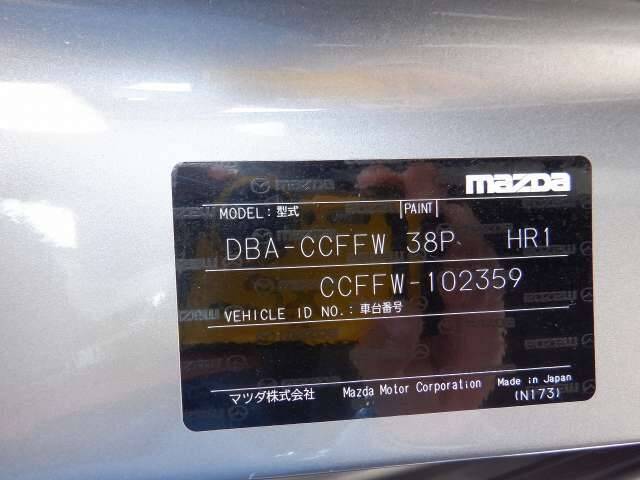 mazda
MODEL：型式 PAINT
DBA-CCFFW 38P HR1
CCFFW-102359
VEHICLE ID NO.：車台番号
マツダ株式会社 Mazda Motor Corporation Made in Japan
(N173)